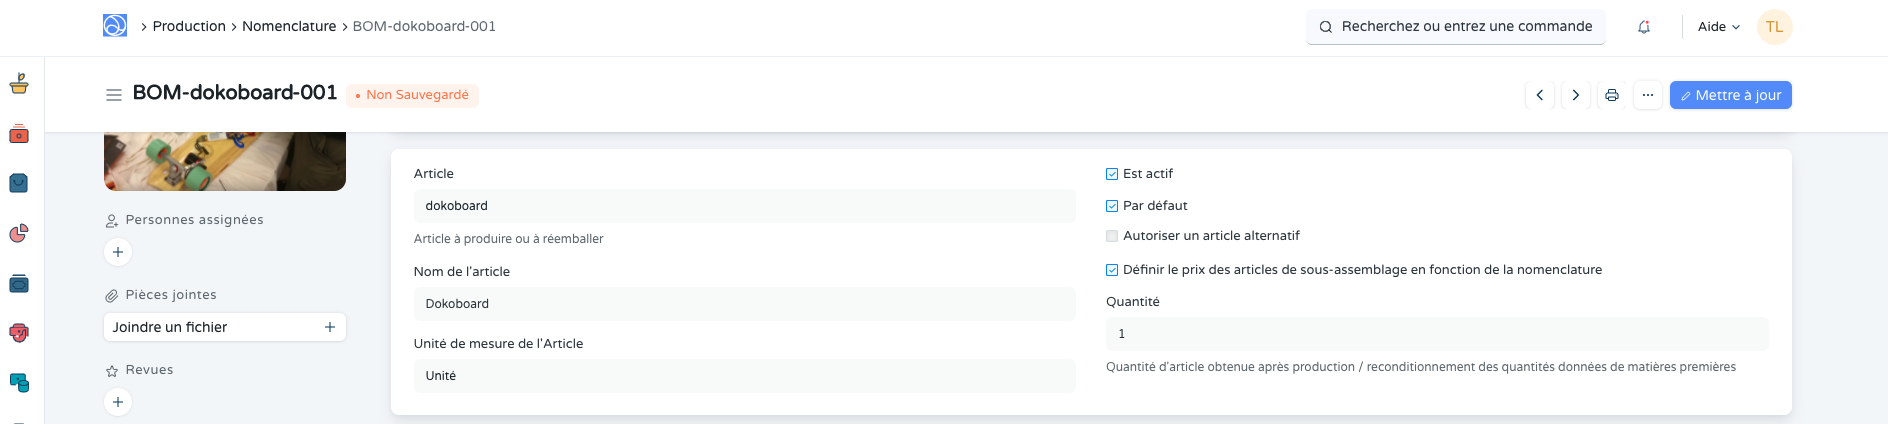 Production Nomenclature BOM-dokoboard-001
Recherchez ou entrez une commande
Aide
TL
BOM-dokoboard-001
Non Sauvegardé
Mettre à jour
Personnes assignées
Pièces jointes
Joindre un fichier
Revues
Article
dokoboard
Article à produire ou à réemballer
Nom de l'article
Dokoboard
Unité de mesure de l'Article
Unité
Est actif
Par défaut
Autoriser un article alternatif
Définir le prix des articles de sous-assemblage en fonction de la nomenclature
Quantité
1
Quantité d'article obtenue après production / reconditionnement des quantités données de matières premières